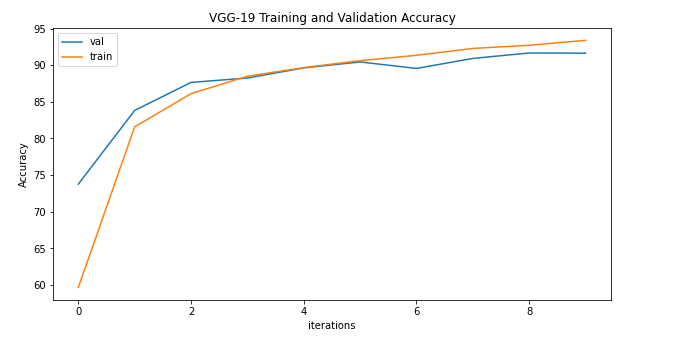 VGG-19 Training and Validation Accuracy
95
90
85
80
75
70
65
60
Accuracy
val
train
0 2 4 6 8
iterations